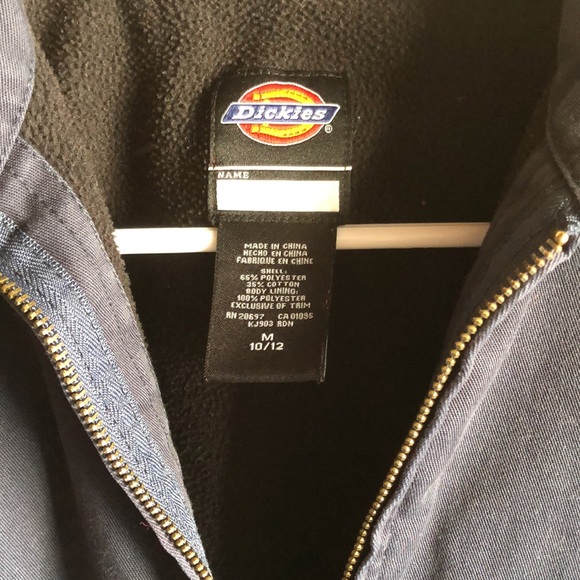 Dickies
®
NAME
MADE IN CHINA
HECHO EN CHINA
FABRIQUE EN CHINE
SHELL:
65% POLYESTER
35% COTTON
BODY LINING:
100% POLYESTER
EXCLUSIVE OF TRIM
RN 20697 CA 01095
KJ903 RDN
M
10/12